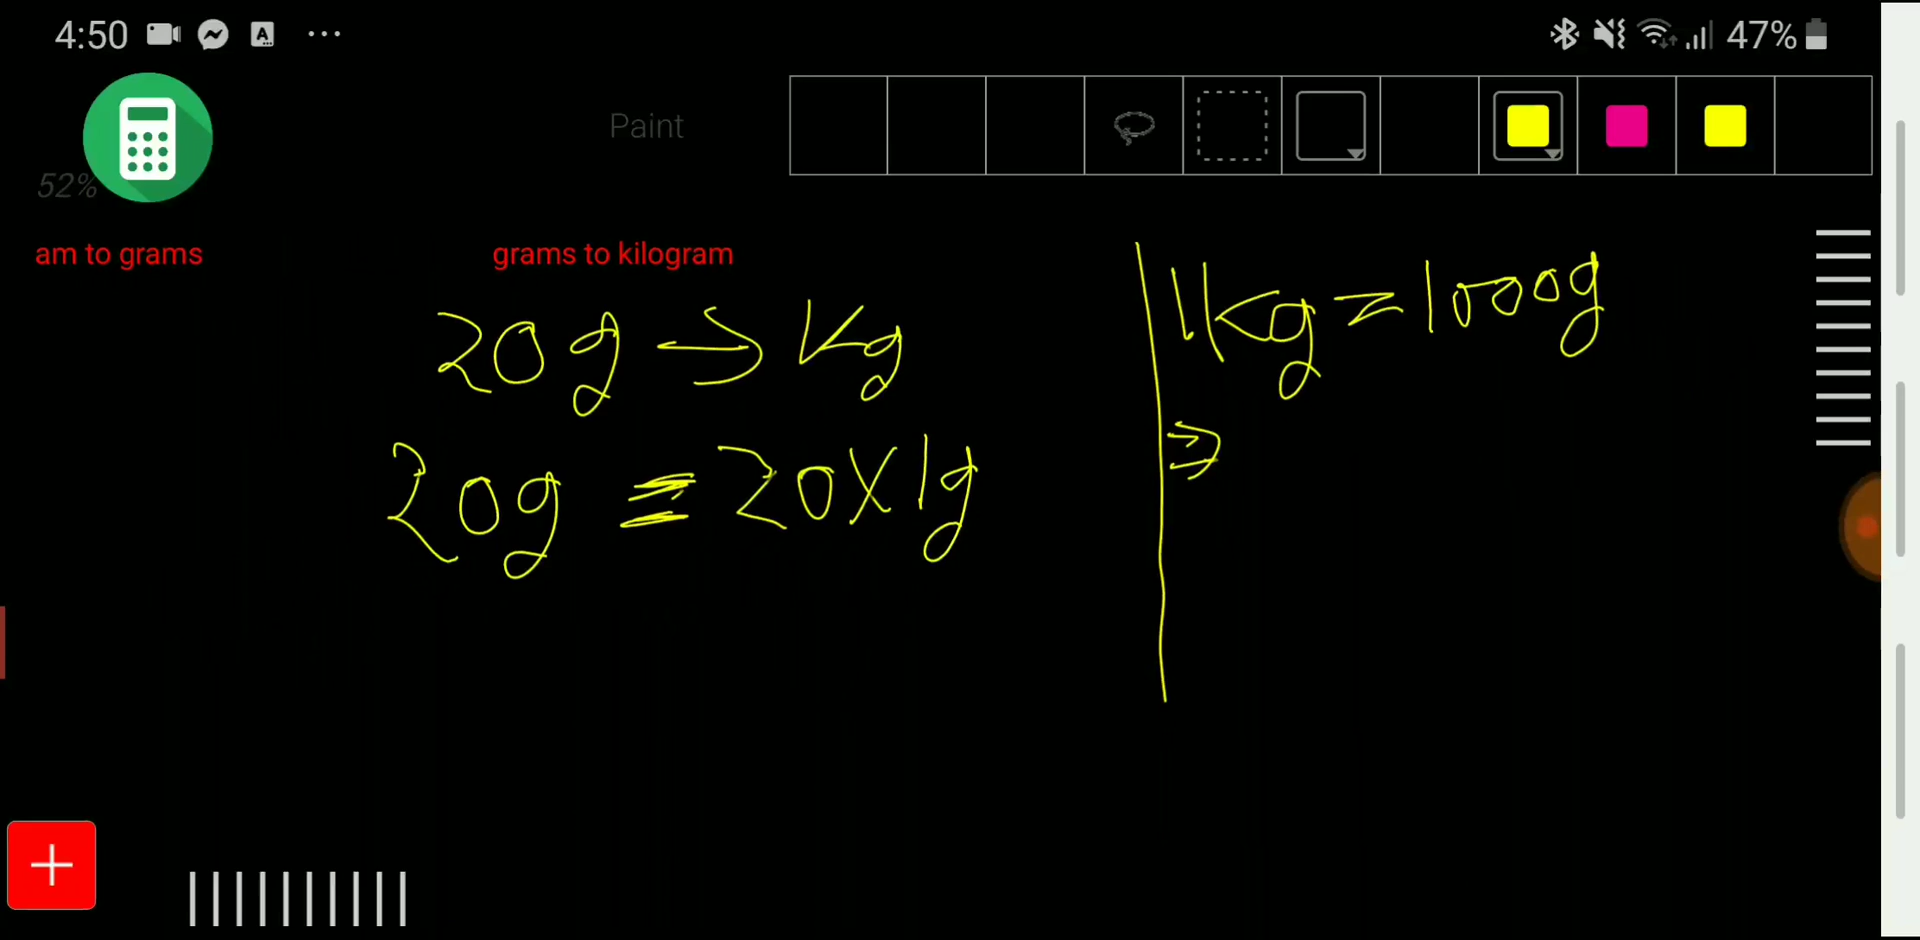 4:50 A ... 47%
Paint
52%
am to grams grams to kilogram
20g → kg
1kg = 1000g
20g = 20×1g
⇒